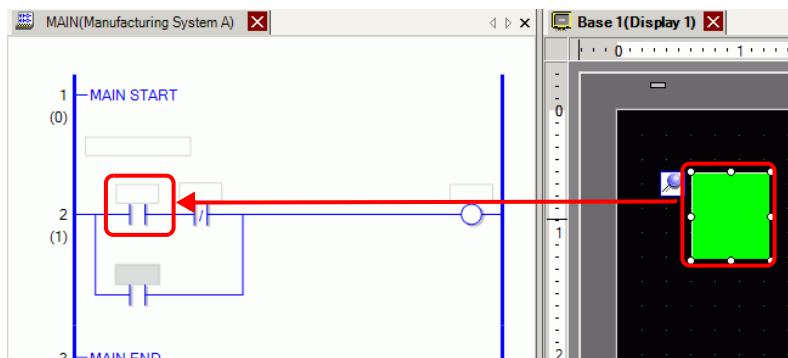 MAIN(Manufacturing System A)
Base 1(Display 1)
0 1
1 MAIN START
(0)
0
2
(1)
1
3 MAIN END
2